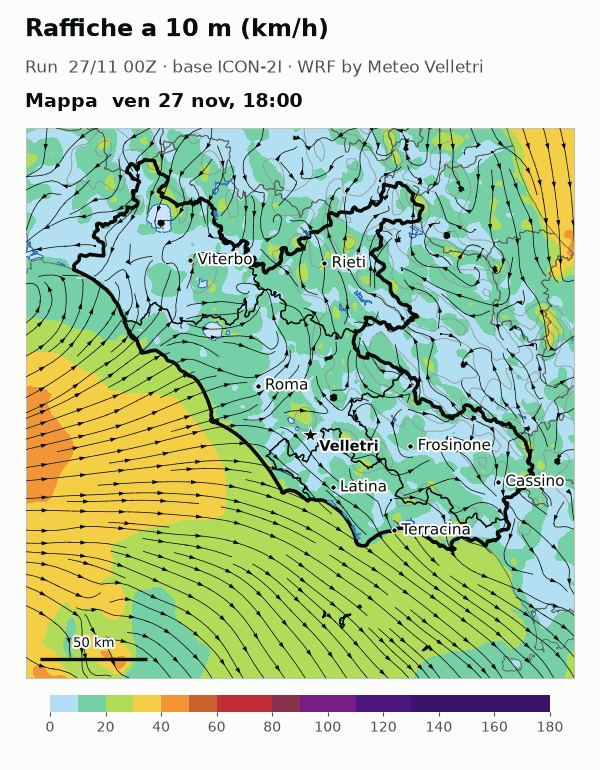 Raffiche a 10 m (km/h)
Run  27/11 00Z · base ICON-2I · WRF by Meteo Velletri
Mappa  ven 27 nov, 18:00
Viterbo
Rieti
Roma
Velletri
Frosinone
Latina
Cassino
Terracina
50 km
0 20 40 60 80 100 120 140 160 180